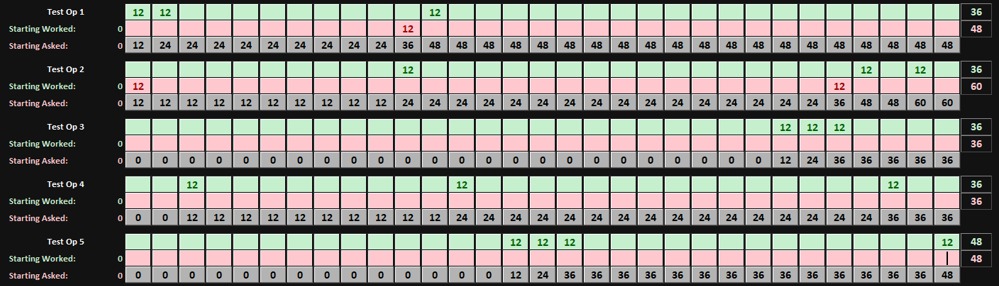 Test Op 1 12 12 12 36
Starting Worked: 0 12 48
Starting Asked: 0 12 24 24 24 24 24 24 24 24 24 36 48 48 48 48 48 48 48 48 48 48 48 48 48 48 48 48 48 48 48 48
Test Op 2 12 12 12 36
Starting Worked: 0 12 12 60
Starting Asked: 0 12 12 12 12 12 12 12 12 12 12 24 24 24 24 24 24 24 24 24 24 24 24 24 24 24 24 36 48 48 60 60
Test Op 3 12 12 12 36
Starting Worked: 0 36
Starting Asked: 0 0 0 0 0 0 0 0 0 0 0 0 0 0 0 0 0 0 0 0 0 0 0 0 0 12 24 36 36 36 36 36
Test Op 4 12 12 12 36
Starting Worked: 0 36
Starting Asked: 0 0 0 12 12 12 12 12 12 12 12 12 12 24 24 24 24 24 24 24 24 24 24 24 24 24 24 24 24 36 36 36
Test Op 5 12 12 12 12 48
Starting Worked: 0 48
Starting Asked: 0 0 0 0 0 0 0 0 0 0 0 0 0 0 0 12 24 36 36 36 36 36 36 36 36 36 36 36 36 36 36 48